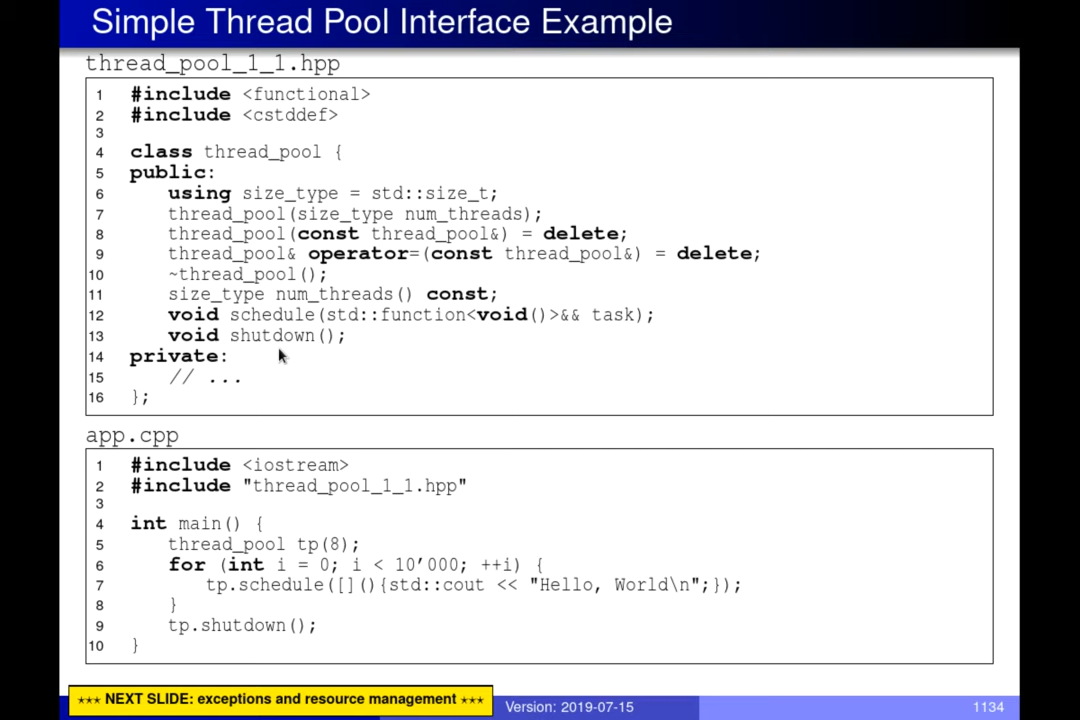 Simple Thread Pool Interface Example
thread_pool_1_1.hpp
1 #include <functional>
2 #include <cstddef>
3
4 class thread_pool {
5 public:
6 using size_type = std::size_t;
7 thread_pool(size_type num_threads);
8 thread_pool(const thread_pool&) = delete;
9 thread_pool& operator=(const thread_pool&) = delete;
10 ~thread_pool();
11 size_type num_threads() const;
12 void schedule(std::function<void()>&& task);
13 void shutdown();
14 private:
15 // ...
16 };
app.cpp
1 #include <iostream>
2 #include "thread_pool_1_1.hpp"
3
4 int main() {
5 thread_pool tp(8);
6 for (int i = 0; i < 10’000; ++i) {
7 tp.schedule([](){std::cout << "Hello, World\n";});
8 }
9 tp.shutdown();
10 }
⋆⋆⋆ NEXT SLIDE: exceptions and resource management ⋆⋆⋆
Version: 2019-07-15
1134